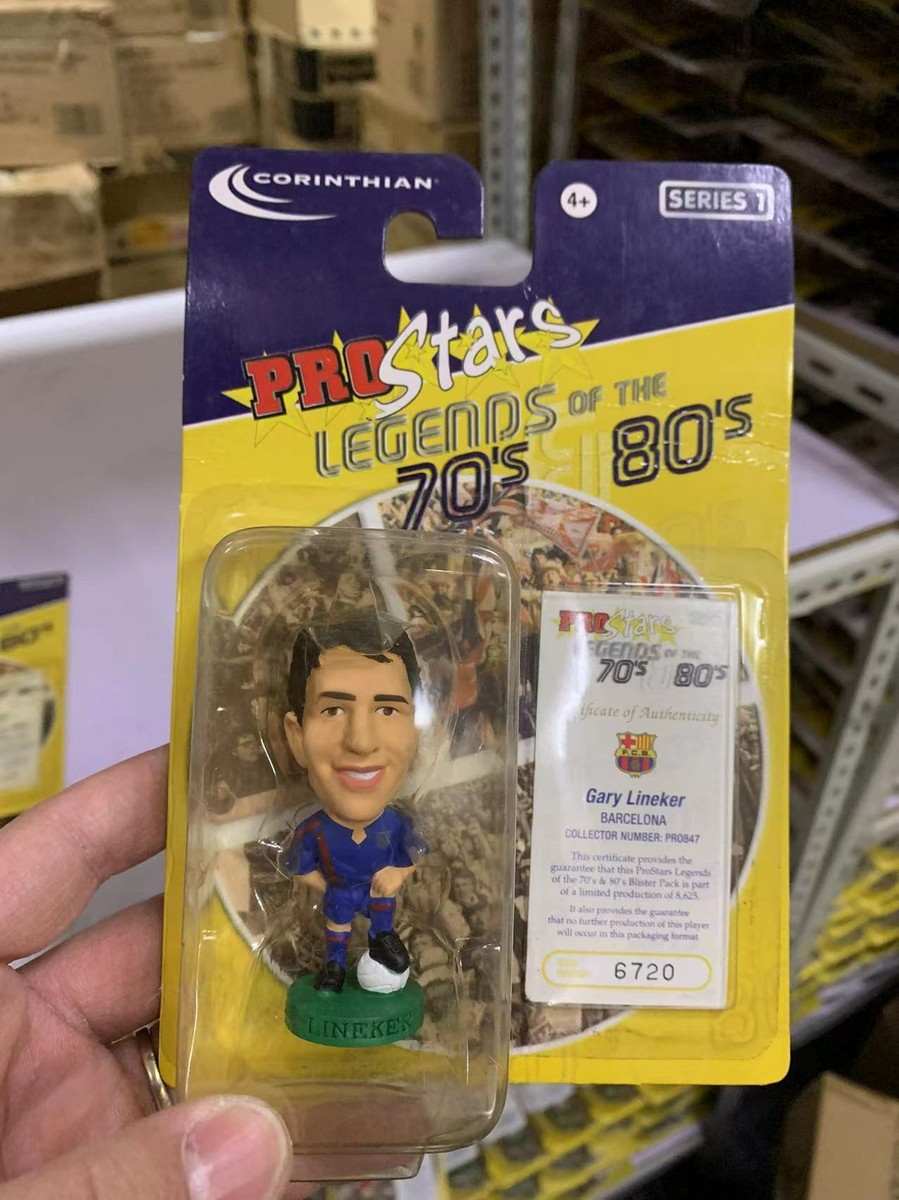 CORINTHIAN
4+
SERIES 1
PROStars
LEGENDS OF THE
70'S 80'S
PROStars
LEGENDS OF THE
70'S 80'S
ificate of Authenticity
F.C.B.
Gary Lineker
BARCELONA
COLLECTOR NUMBER: PRO847
This certificate provides the
guarantee that this ProStars Legends
of the 70's & 80's Blister Pack is part
of a limited production of 8,625.
It also provides the guarantee
that no further production of this player
will occur in this packaging format
6720
LINEKER